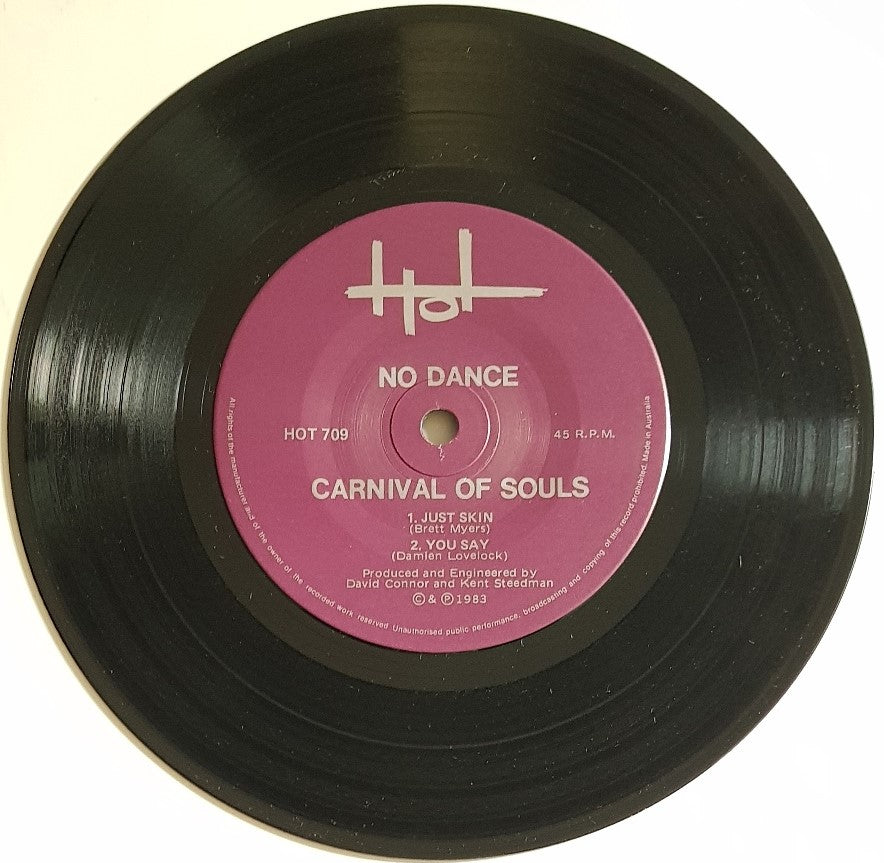 Hot
NO DANCE
HOT 709
45 R.P.M.
CARNIVAL OF SOULS
1. JUST SKIN
(Brett Myers)
2. YOU SAY
(Damien Lovelock)
Produced and Engineered by
David Connor and Kent Steedman
© & ℗ 1983
All rights of the manufacturer and of the owner of the recorded work reserved Unauthorised public performance, broadcasting and copying of this record prohibited. Made in Australia